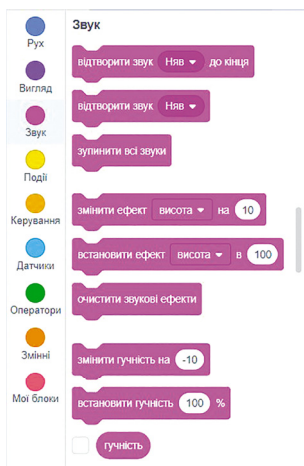 Рух
Вигляд
Звук
Події
Керування
Датчики
Оператори
Змінні
Мої блоки
Звук
відтворити звук Няв до кінця
відтворити звук Няв
зупинити всі звуки
змінити ефект висота на 10
встановити ефект висота в 100
очистити звукові ефекти
змінити гучність на -10
встановити гучність 100 %
гучність